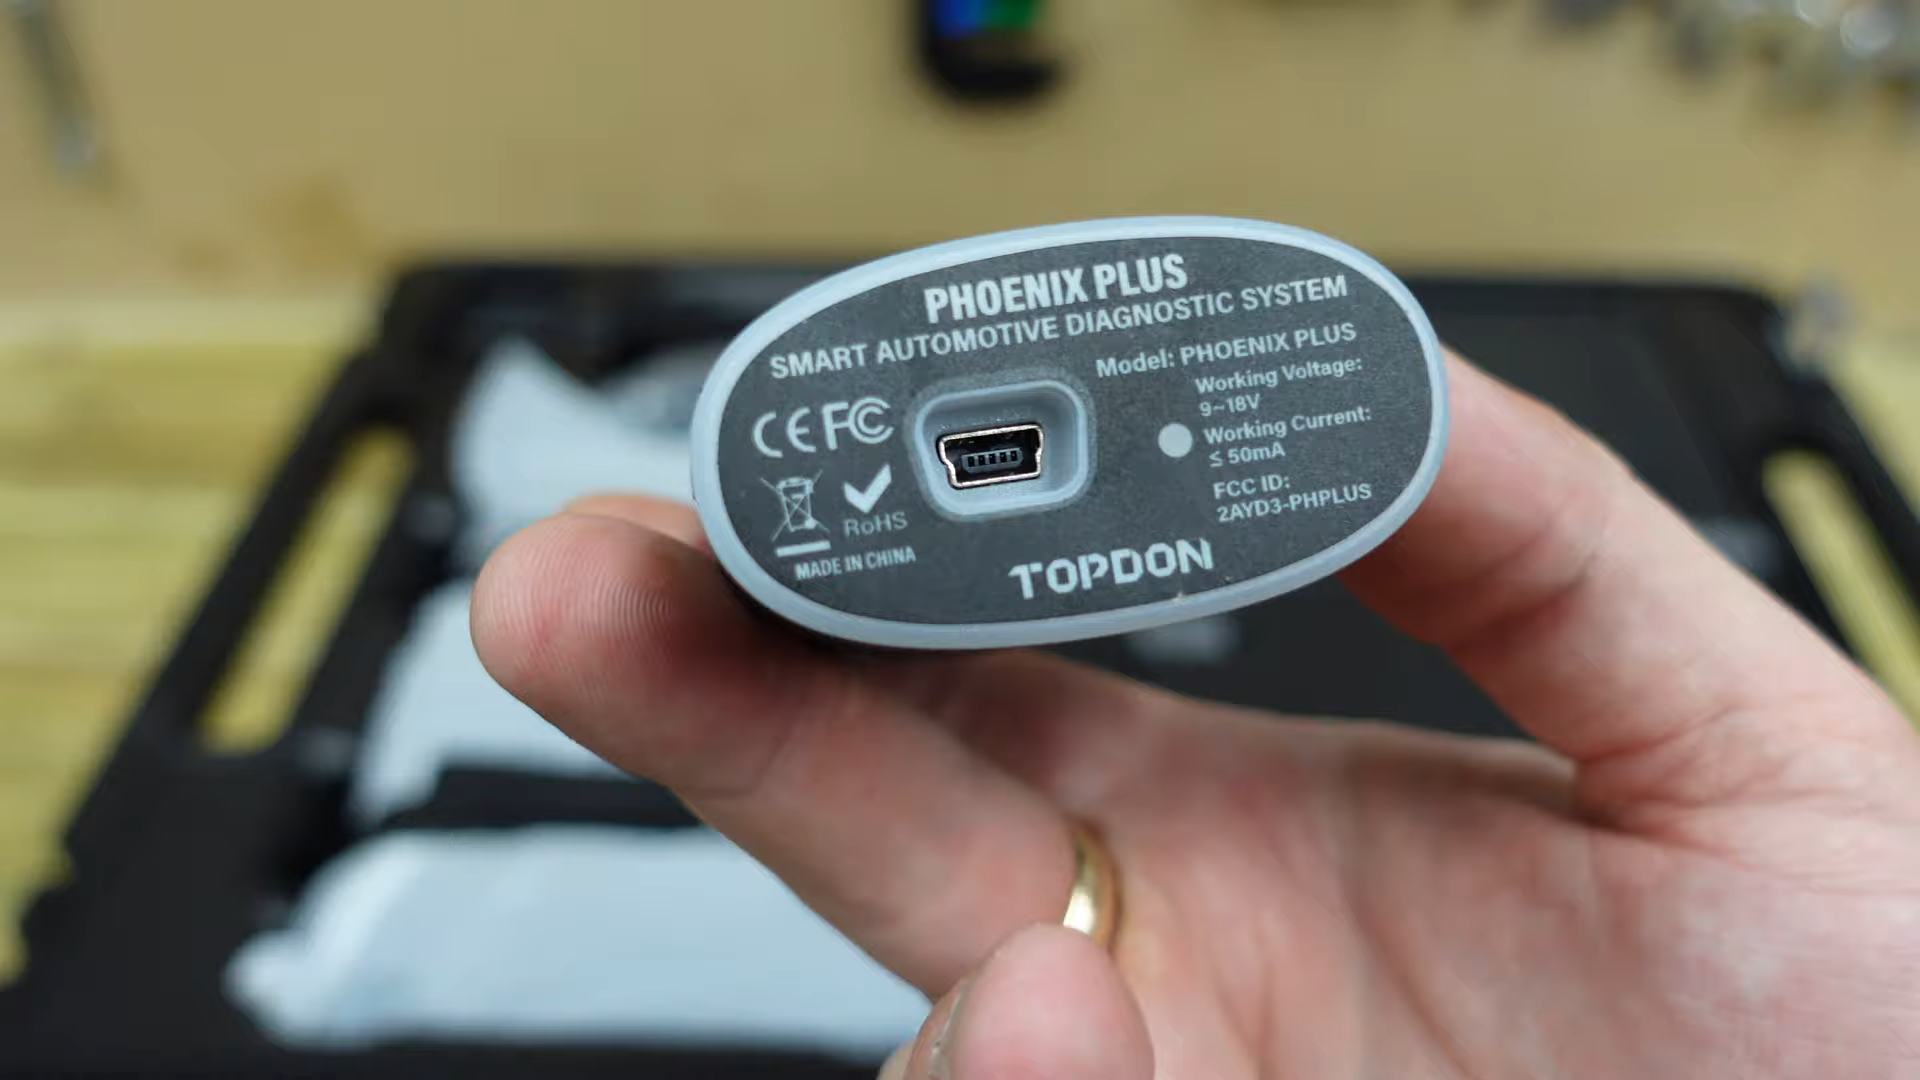 PHOENIX PLUS
SMART AUTOMOTIVE DIAGNOSTIC SYSTEM
Model: PHOENIX PLUS
Working Voltage:
9~18V
Working Current:
≤ 50mA
FCC ID:
2AYD3-PHPLUS
CE FC
RoHS
MADE IN CHINA
TOPDON